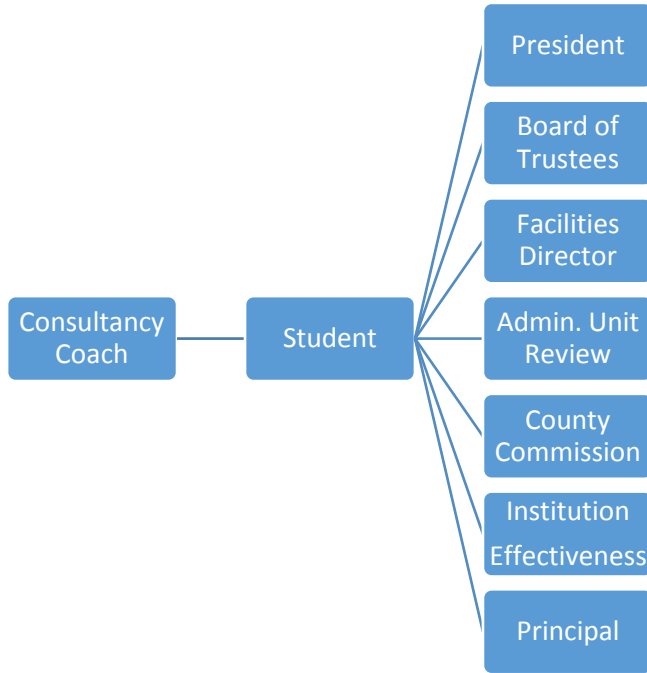 President
Board of
Trustees
Facilities
Director
Consultancy
Coach
Student
Admin. Unit
Review
County
Commission
Institution
Effectiveness
Principal